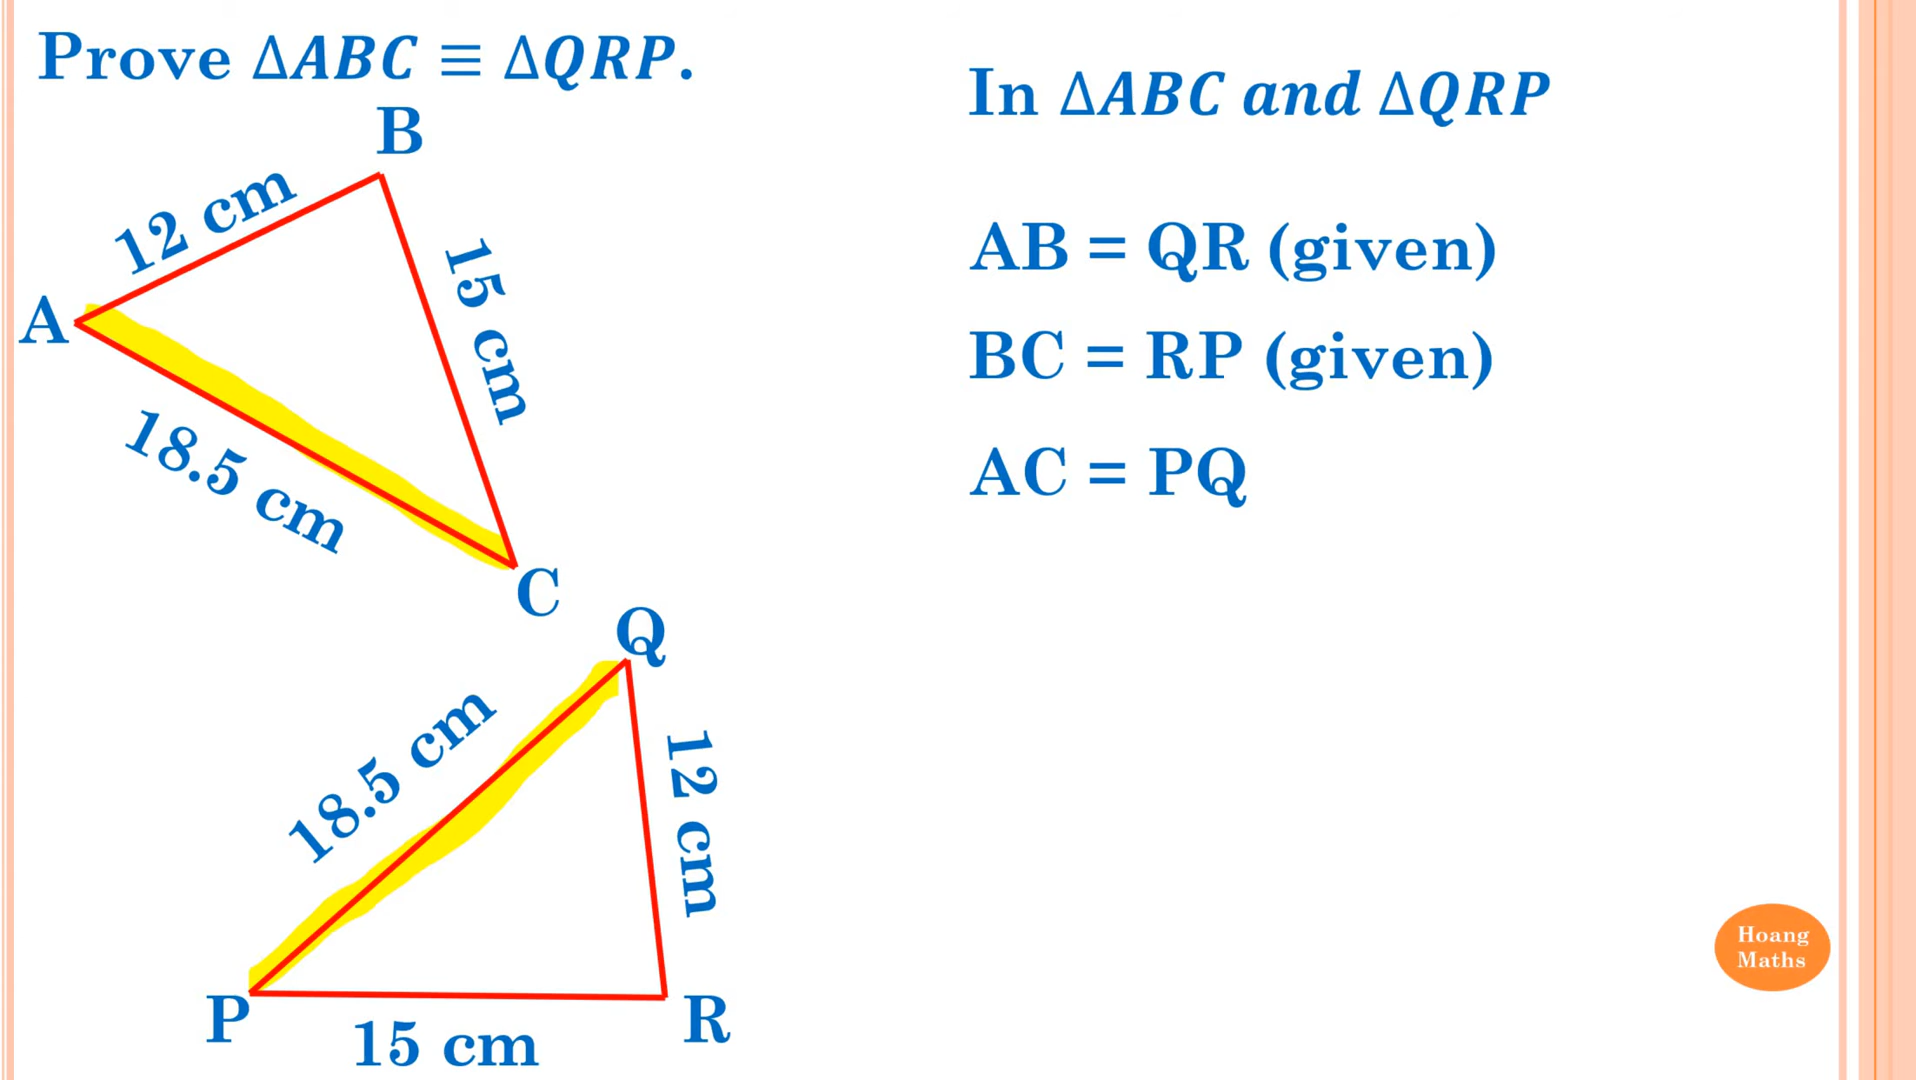 Prove ΔABC ≡ ΔQRP.
B
12 cm
15 cm
A
18.5 cm
C
Q
18.5 cm
12 cm
P
R
15 cm
In ΔABC and ΔQRP
AB = QR (given)
BC = RP (given)
AC = PQ
Hoang
Maths